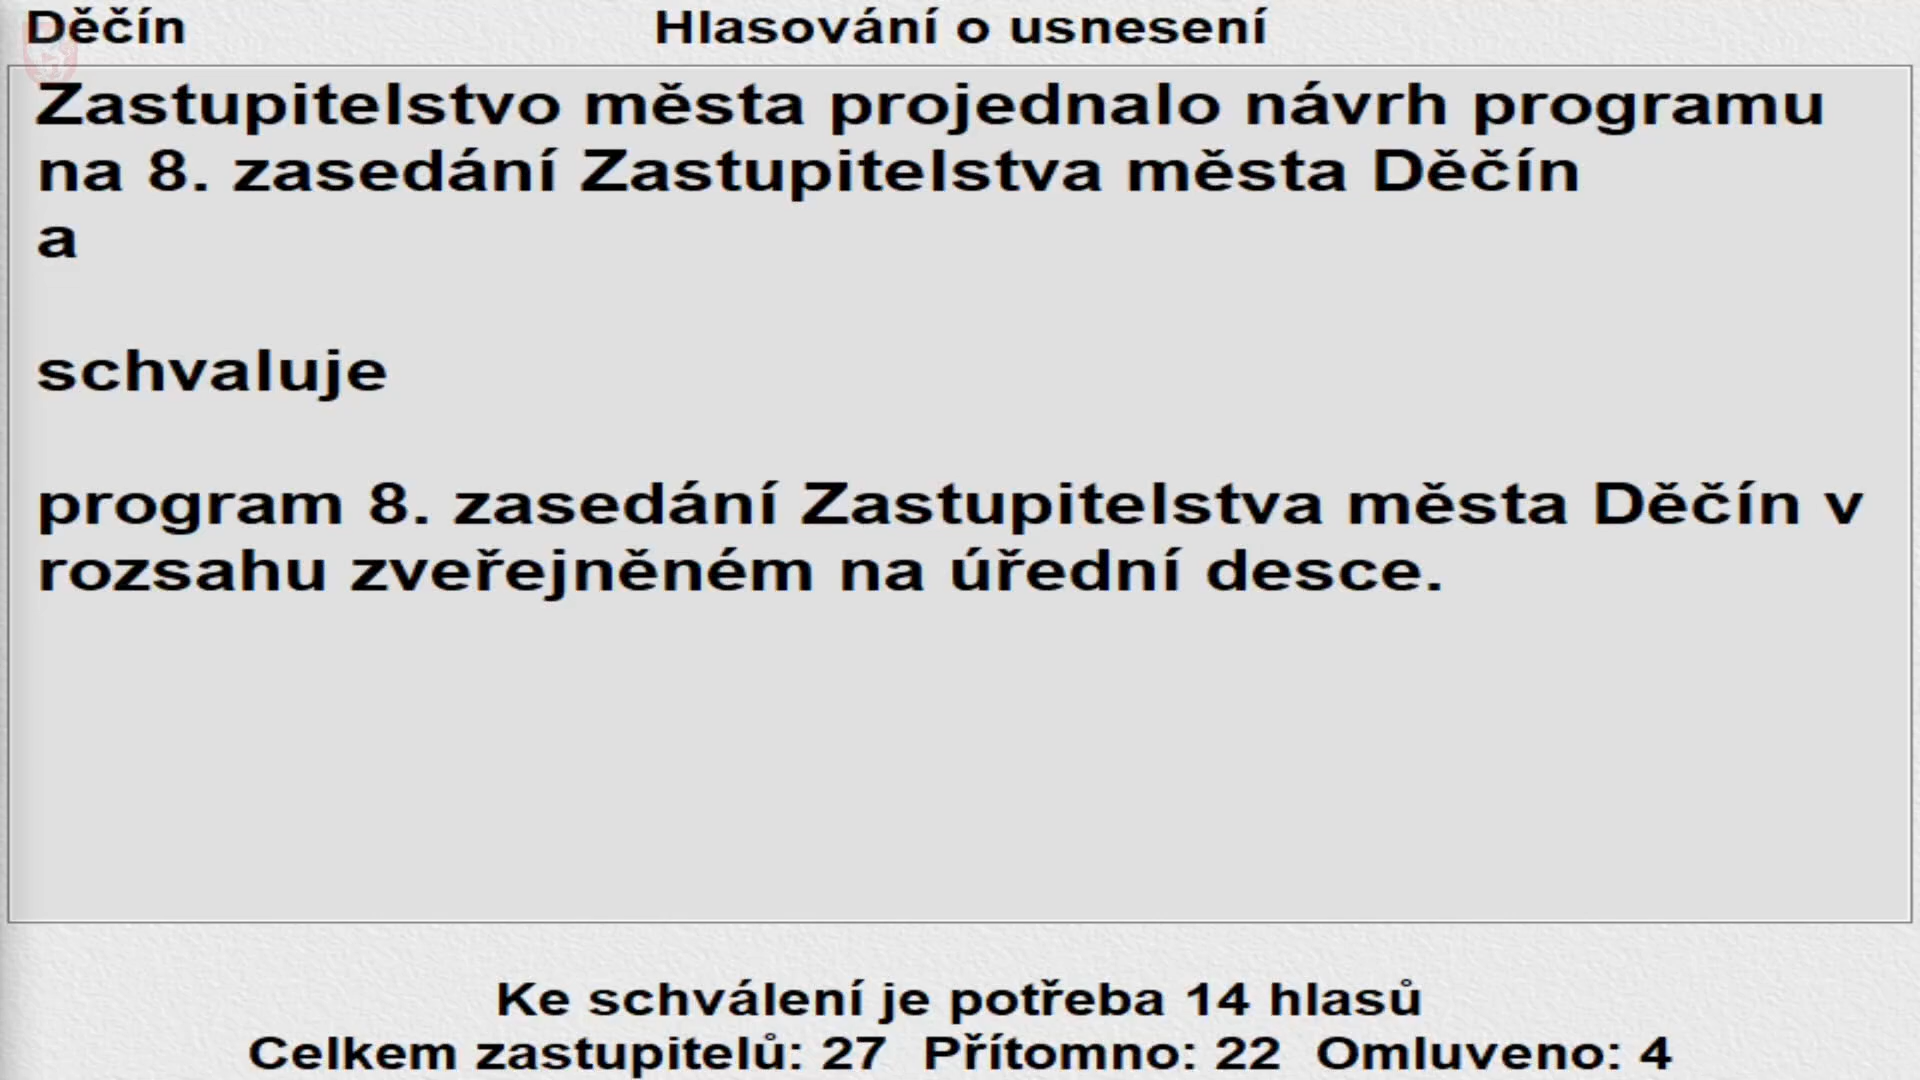 Děčín Hlasování o usnesení
Zastupitelstvo města projednalo návrh programu
na 8. zasedání Zastupitelstva města Děčín
a
schvaluje
program 8. zasedání Zastupitelstva města Děčín v
rozsahu zveřejněném na úřední desce.
Ke schválení je potřeba 14 hlasů
Celkem zastupitelů: 27 Přítomno: 22 Omluveno: 4